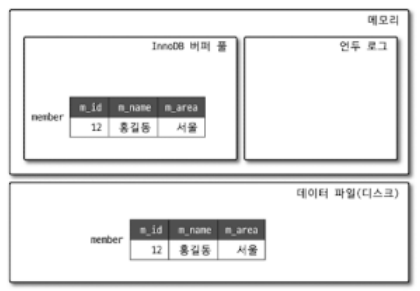 메모리
InnoDB 버퍼 풀
언두 로그
m_id m_name m_area
member
12 홍길동 서울
데이터 파일(디스크)
m_id m_name m_area
member
12 홍길동 서울